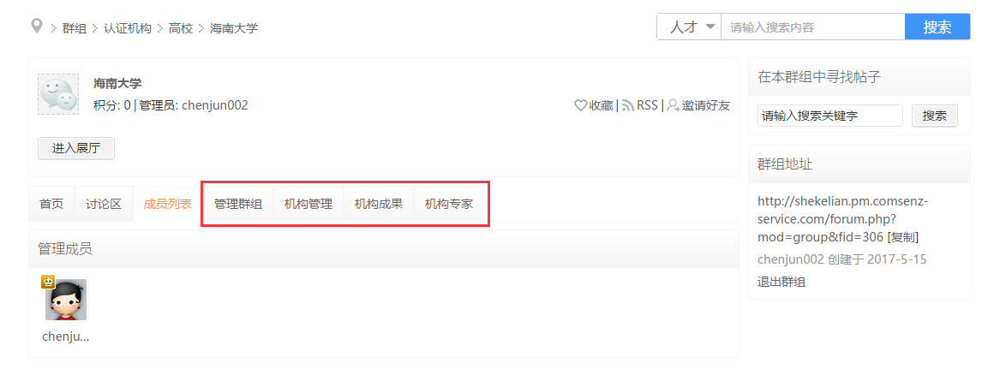 群组 > 认证机构 > 高校 > 海南大学
人才 请输入搜索内容 搜索
海南大学
积分: 0 | 管理员: chenjun002
收藏 | RSS | 邀请好友
进入展厅
首页 讨论区 成员列表 管理群组 机构管理 机构成果 机构专家
管理成员
chenju...
在本群组中寻找帖子
请输入搜索关键字 搜索
群组地址
http://shekelian.pm.comsenz-
service.com/forum.php?
mod=group&fid=306 [复制]
chenjun002 创建于 2017-5-15
退出群组